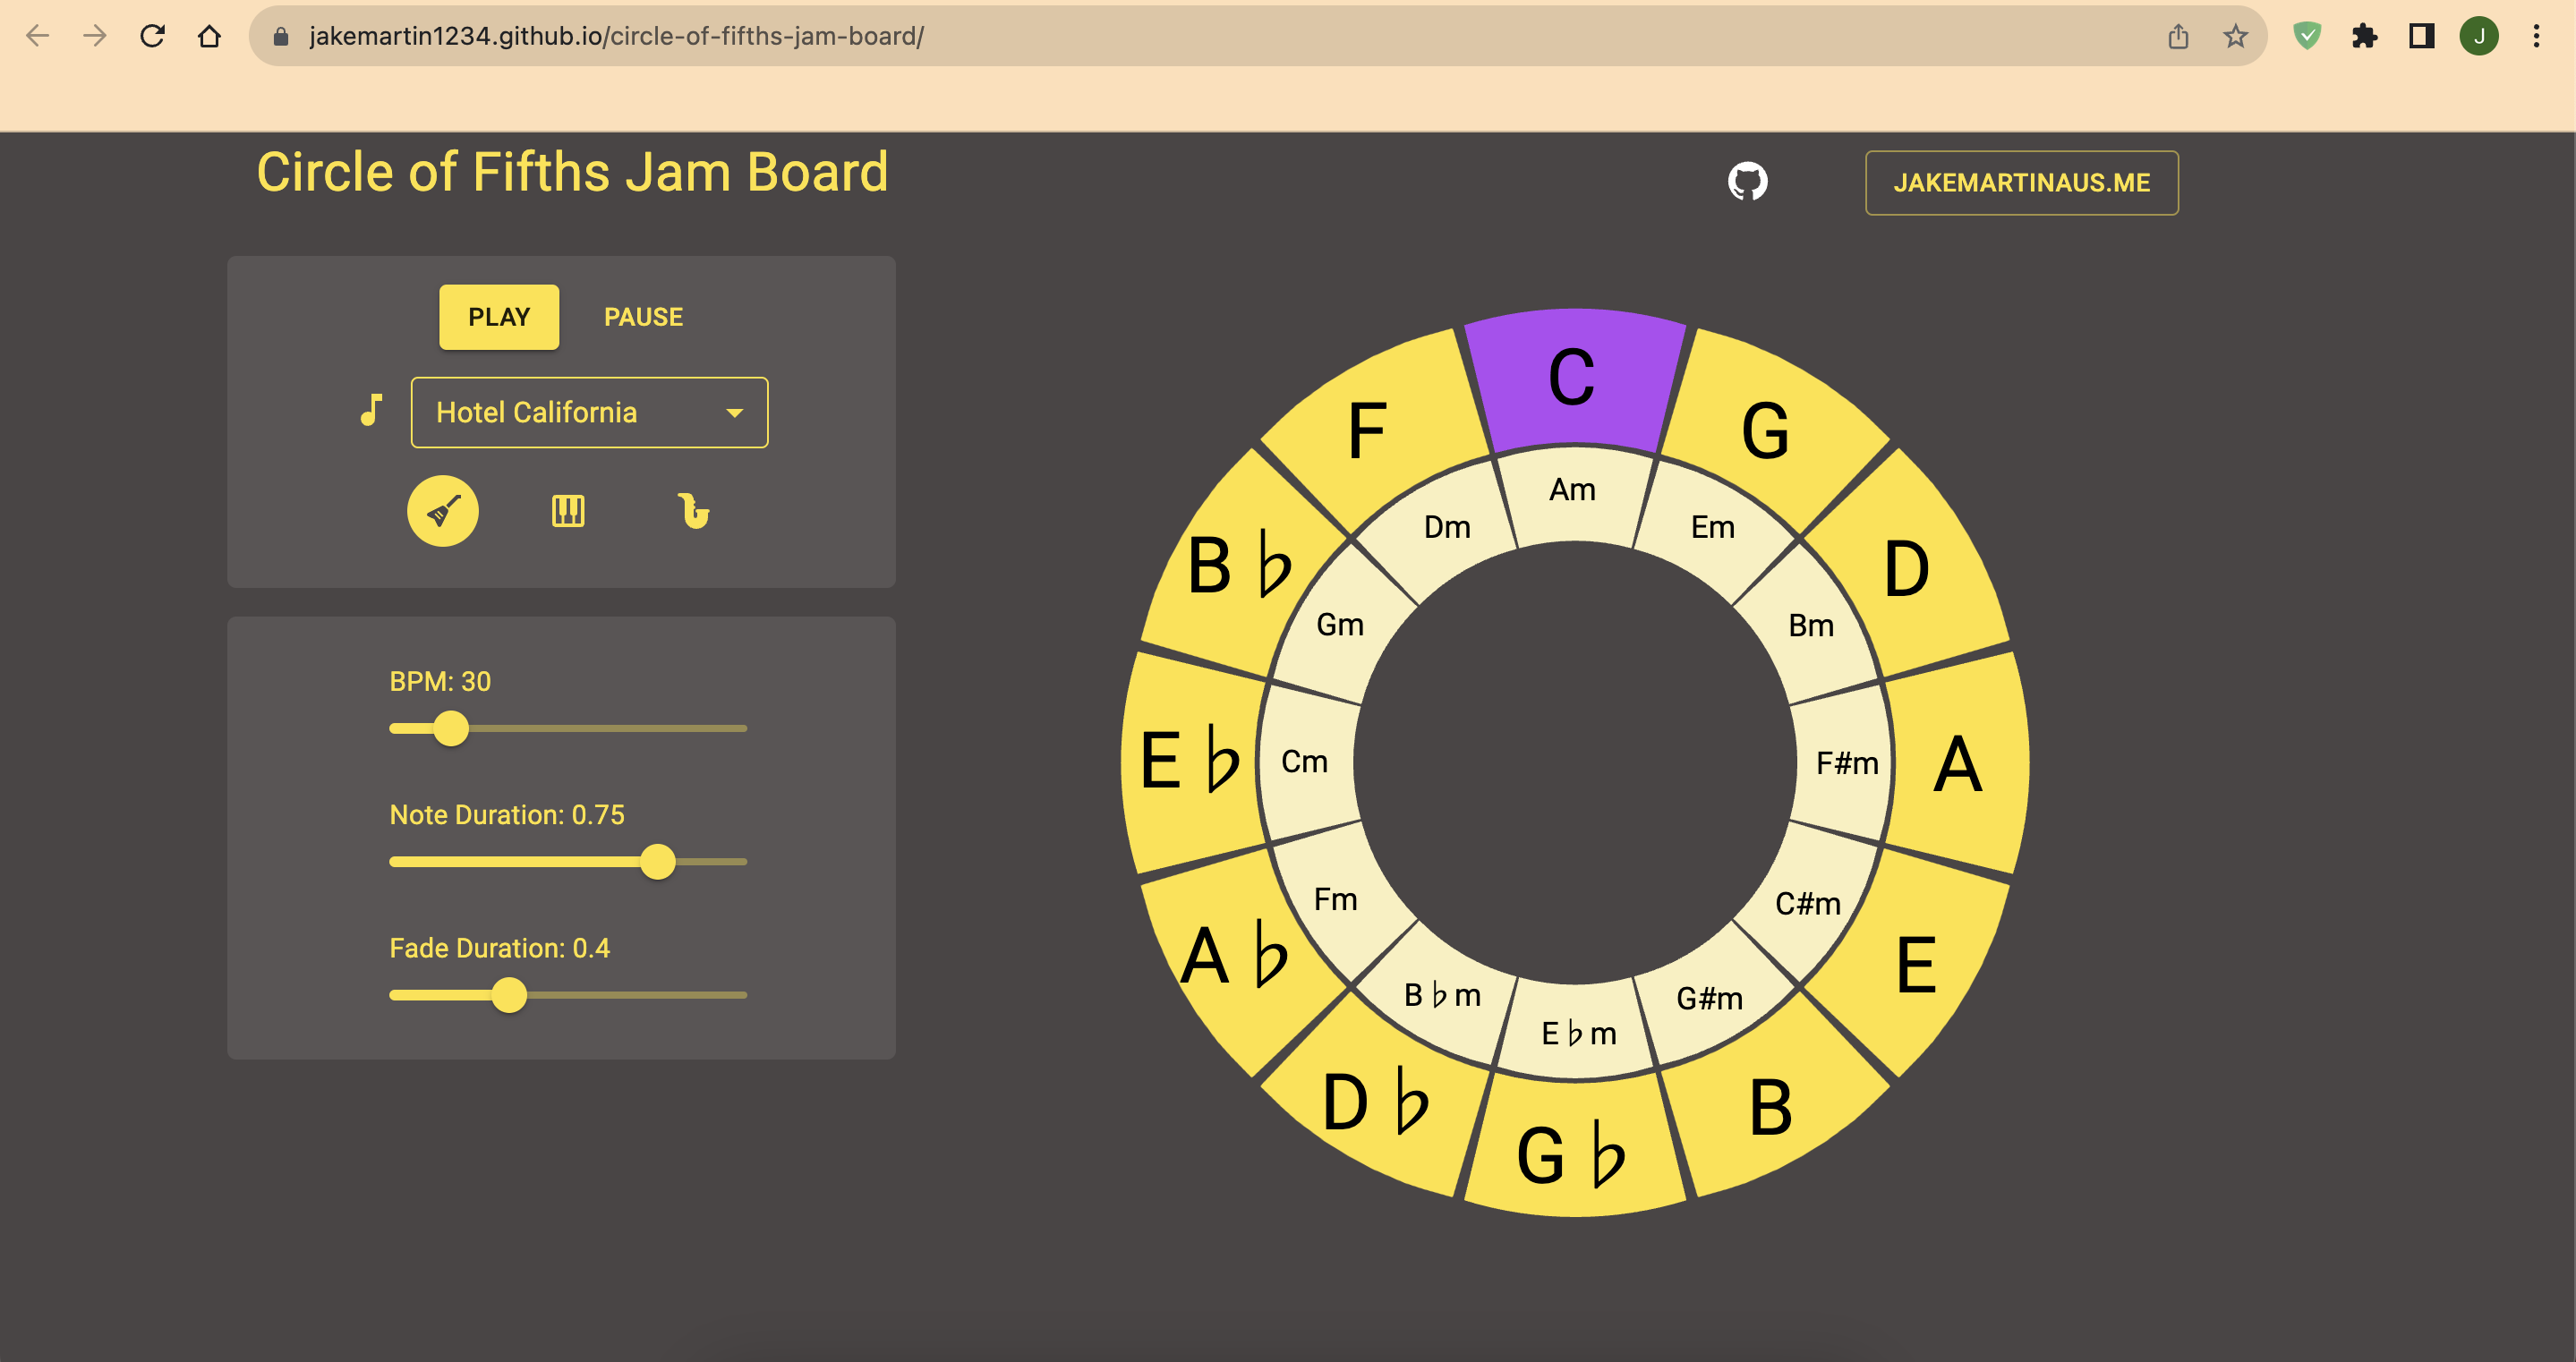 jakemartin1234.github.io/circle-of-fifths-jam-board/
J
Circle of Fifths Jam Board
JAKEMARTINAUS.ME
PLAY PAUSE
Hotel California
BPM: 30
Note Duration: 0.75
Fade Duration: 0.4
C
G
D
A
E
B
G ♭
D ♭
A ♭
E ♭
B ♭
F
Am
Em
Bm
F#m
C#m
G#m
E ♭ m
B ♭ m
Fm
Cm
Gm
Dm